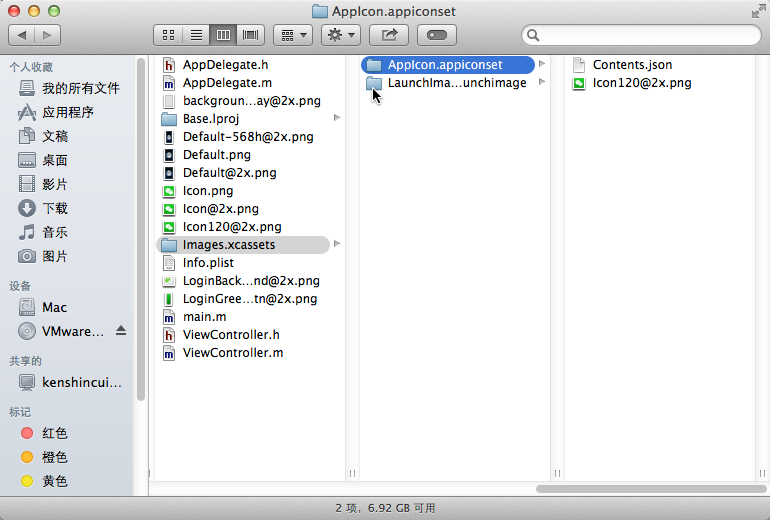 AppIcon.appiconset
个人收藏
我的所有文件
应用程序
文稿
桌面
影片
下载
音乐
图片
设备
Mac
VMware...
共享的
kenshincui...
标记
红色
橙色
黄色
AppDelegate.h
AppDelegate.m
backgroun...ay@2x.png
Base.lproj
Default-568h@2x.png
Default.png
Default@2x.png
Icon.png
Icon@2x.png
Icon120@2x.png
Images.xcassets
Info.plist
LoginBack...nd@2x.png
LoginGree...tn@2x.png
main.m
ViewController.h
ViewController.m
AppIcon.appiconset
LaunchIma...unchimage
Contents.json
Icon120@2x.png
2 项，6.92 GB 可用